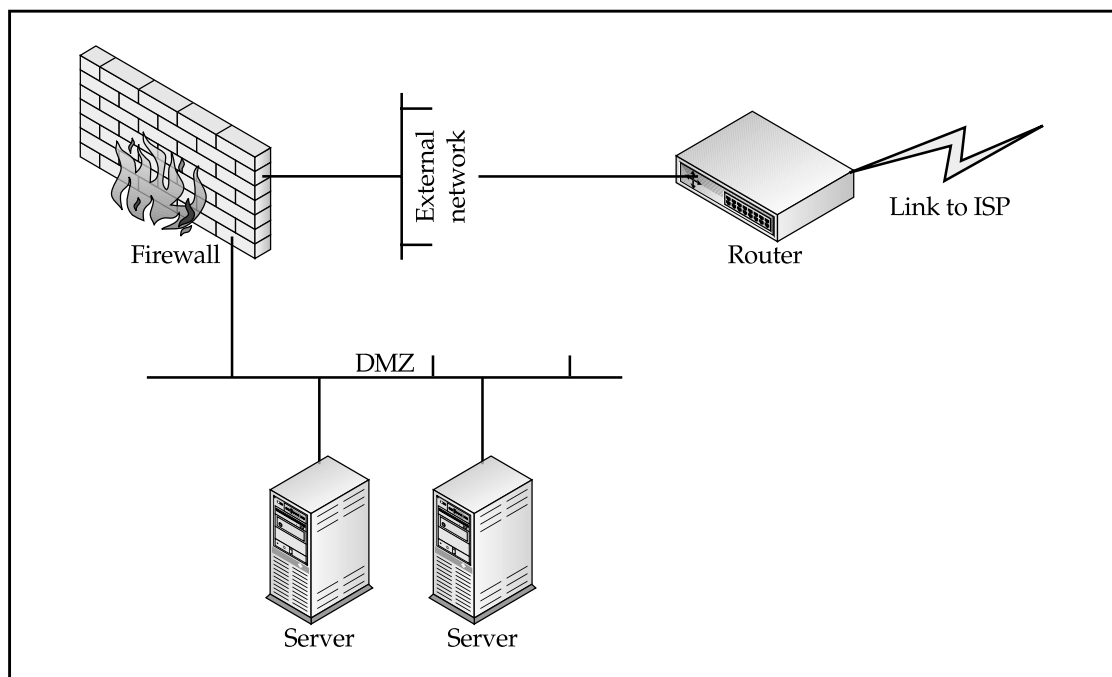 External
network
Firewall
Router
Link to ISP
DMZ
Server
Server